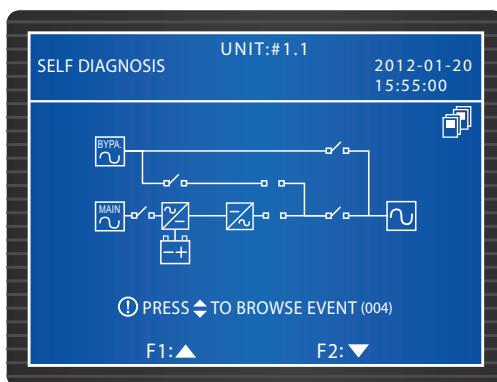 UNIT:#1.1
SELF DIAGNOSIS
2012-01-20
15:55:00
BYPA.
MAIN
PRESS TO BROWSE EVENT (004)
F1: F2: